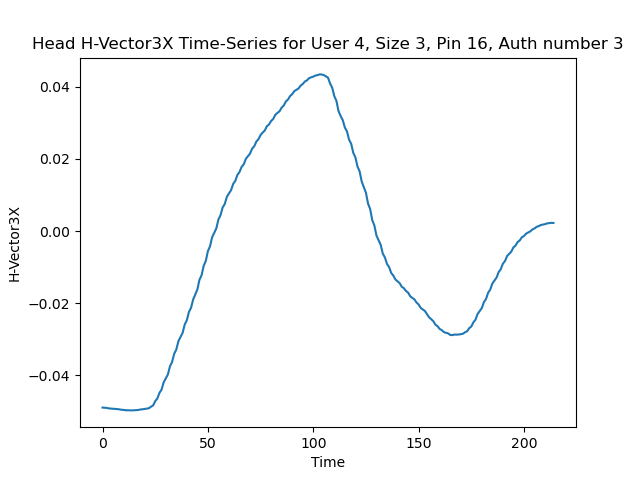 Head H-Vector3X Time-Series for User 4, Size 3, Pin 16, Auth number 3
H-Vector3X
0.04
0.02
0.00
−0.02
−0.04
0 50 100 150 200
Time